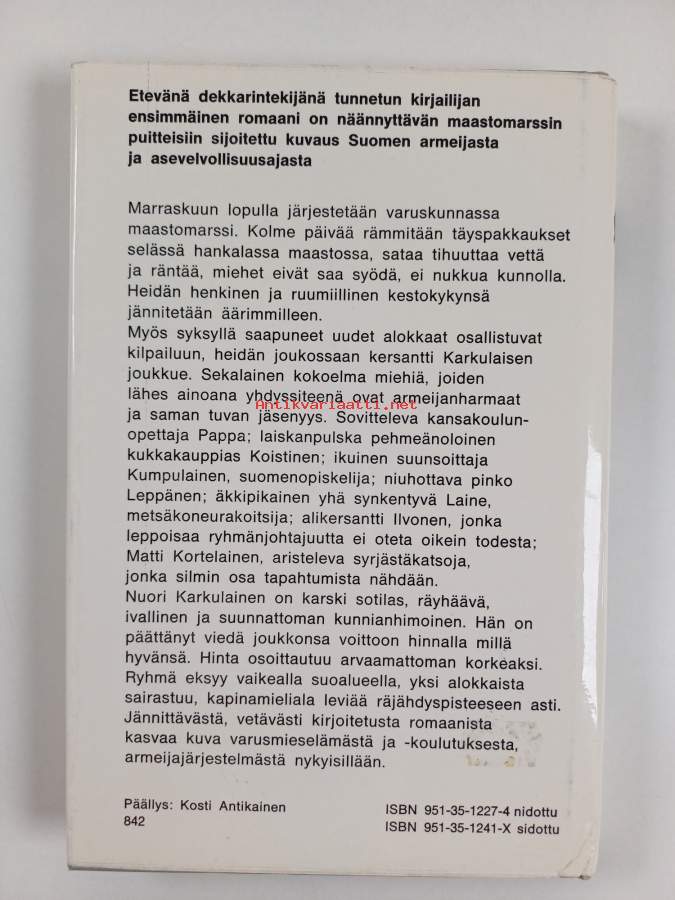 Etevänä dekkarintekijänä tunnetun kirjailijan
ensimmäinen romaani on näännyttävän maastomarssin
puitteisiin sijoitettu kuvaus Suomen armeijasta
ja asevelvollisuusajasta
Marraskuun lopulla järjestetään varuskunnassa
maastomarssi. Kolme päivää rämmitään täyspakkaukset
selässä hankalassa maastossa, sataa tihuuttaa vettä
ja räntää, miehet eivät saa syödä, ei nukkua kunnolla.
Heidän henkinen ja ruumiillinen kestokykynsä
jännitetään äärimmilleen.
Myös syksyllä saapuneet uudet alokkaat osallistuvat
kilpailuun, heidän joukossaan kersantti Karkulaisen
joukkue. Sekalainen kokoelma miehiä, joiden
lähes ainoana yhdyssiteenä ovat armeijanharmaat
Antikvariaatti.net
ja saman tuvan jäsenyys. Sovitteleva kansakoulun-
opettaja Pappa; laiskanpulska pehmeänoloinen
kukkakauppias Koistinen; ikuinen suunsoittaja
Kumpulainen, suomenopiskelija; niuhottava pinko
Leppänen; äkkipikainen yhä synkentyvä Laine,
metsäkoneurakoitsija; alikersantti Ilvonen, jonka
leppoisaa ryhmänjohtajuutta ei oteta oikein todesta;
Matti Kortelainen, aristeleva syrjästäkatsoja,
jonka silmin osa tapahtumista nähdään.
Nuori Karkulainen on karski sotilas, räyhäävä,
ivallinen ja suunnattoman kunnianhimoinen. Hän on
päättänyt viedä joukkonsa voittoon hinnalla millä
hyvänsä. Hinta osoittautuu arvaamattoman korkeaksi.
Ryhmä eksyy vaikealla suoalueella, yksi alokkaista
sairastuu, kapinamieliala leviää räjähdyspisteeseen asti.
Jännittävästä, vetävästi kirjoitetusta romaanista
kasvaa kuva varusmieselämästä ja -koulutuksesta,
armeijajärjestelmästä nykyisillään.
Päällys: Kosti Antikainen
842
ISBN 951-35-1227-4 nidottu
ISBN 951-35-1241-X sidottu